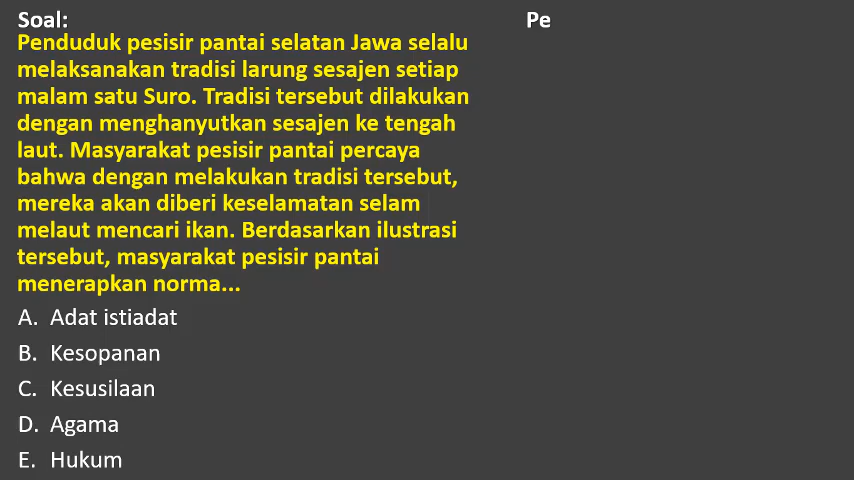 Soal:
Penduduk pesisir pantai selatan Jawa selalu
melaksanakan tradisi larung sesajen setiap
malam satu Suro. Tradisi tersebut dilakukan
dengan menghanyutkan sesajen ke tengah
laut. Masyarakat pesisir pantai percaya
bahwa dengan melakukan tradisi tersebut,
mereka akan diberi keselamatan selam
melaut mencari ikan. Berdasarkan ilustrasi
tersebut, masyarakat pesisir pantai
menerapkan norma...
A. Adat istiadat
B. Kesopanan
C. Kesusilaan
D. Agama
E. Hukum
Pe